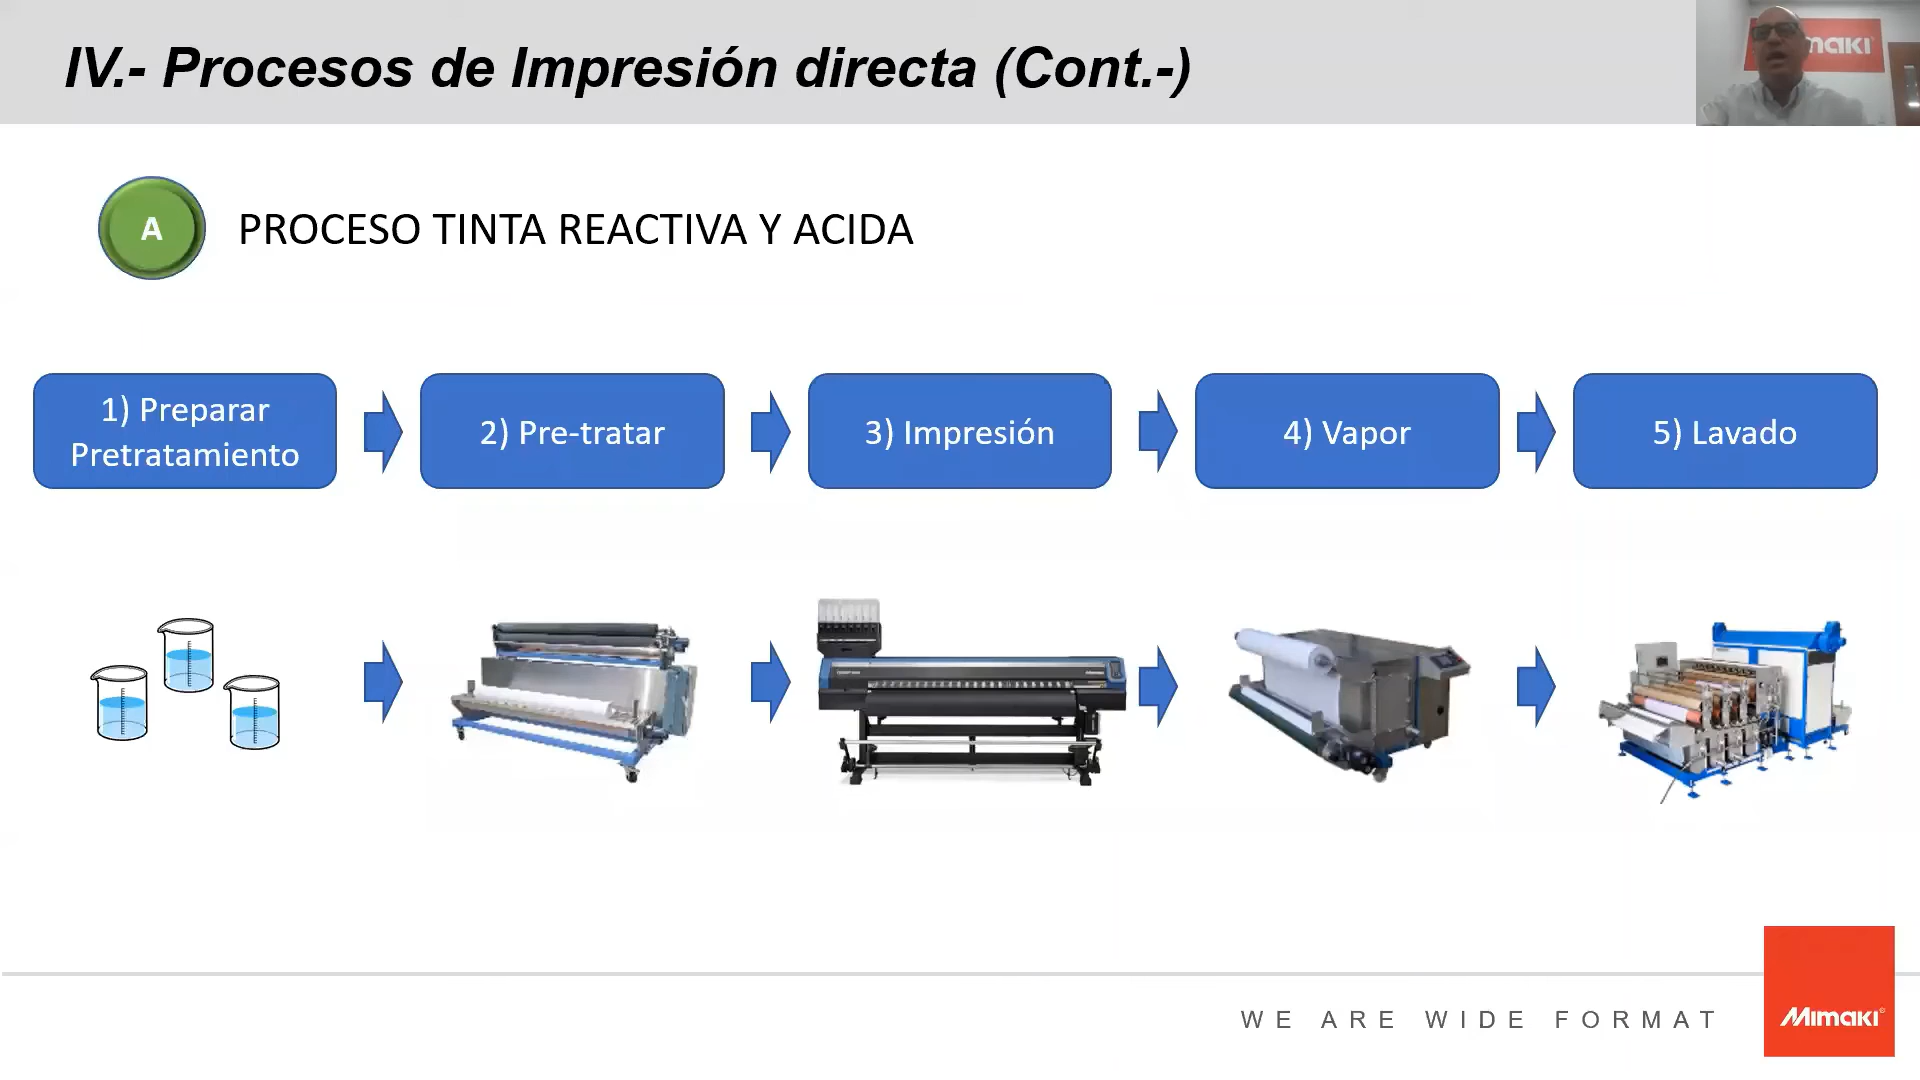 IV.- Procesos de Impresión directa (Cont.-)
maki
A
PROCESO TINTA REACTIVA Y ACIDA
1) Preparar
Pretratamiento
2) Pre-tratar
3) Impresión
4) Vapor
5) Lavado
WE ARE WIDE FORMAT
Mimaki